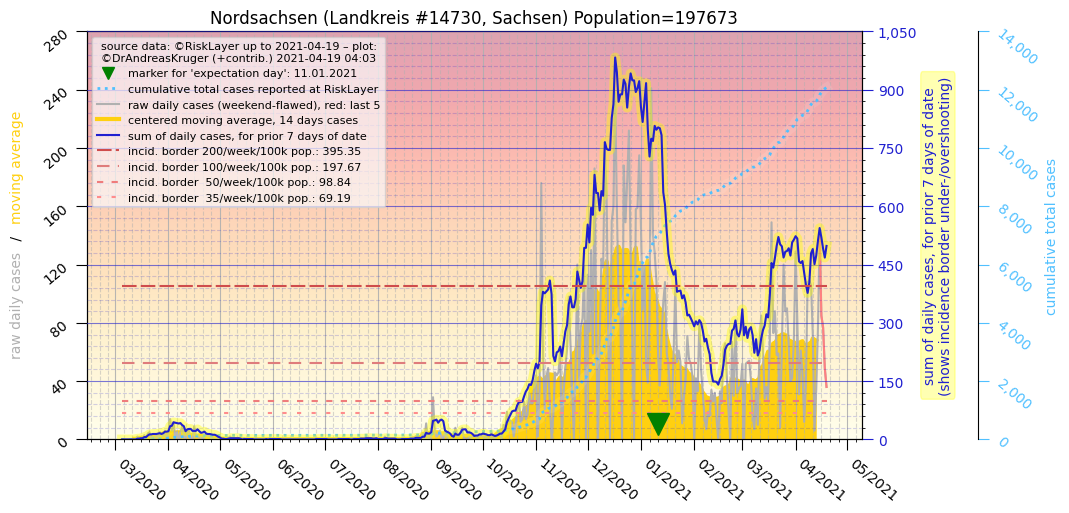 Nordsachsen (Landkreis #14730, Sachsen) Population=197673
source data: ©RiskLayer up to 2021-04-19 – plot:
©DrAndreasKruger (+contrib.) 2021-04-19 04:03
marker for 'expectation day': 11.01.2021
cumulative total cases reported at RiskLayer
raw daily cases (weekend-flawed), red: last 5
centered moving average, 14 days cases
sum of daily cases, for prior 7 days of date
incid. border 200/week/100k pop.: 395.35
incid. border 100/week/100k pop.: 197.67
incid. border  50/week/100k pop.: 98.84
incid. border  35/week/100k pop.: 69.19
raw daily cases / moving average
280
240
200
160
120
80
40
0
03/2020
04/2020
05/2020
06/2020
07/2020
08/2020
09/2020
10/2020
11/2020
12/2020
01/2021
02/2021
03/2021
04/2021
05/2021
1,050
900
750
600
450
300
150
0
sum of daily cases, for prior 7 days of date
(shows incidence border under-/overshooting)
14,000
12,000
10,000
8,000
6,000
4,000
2,000
0
cumulative total cases